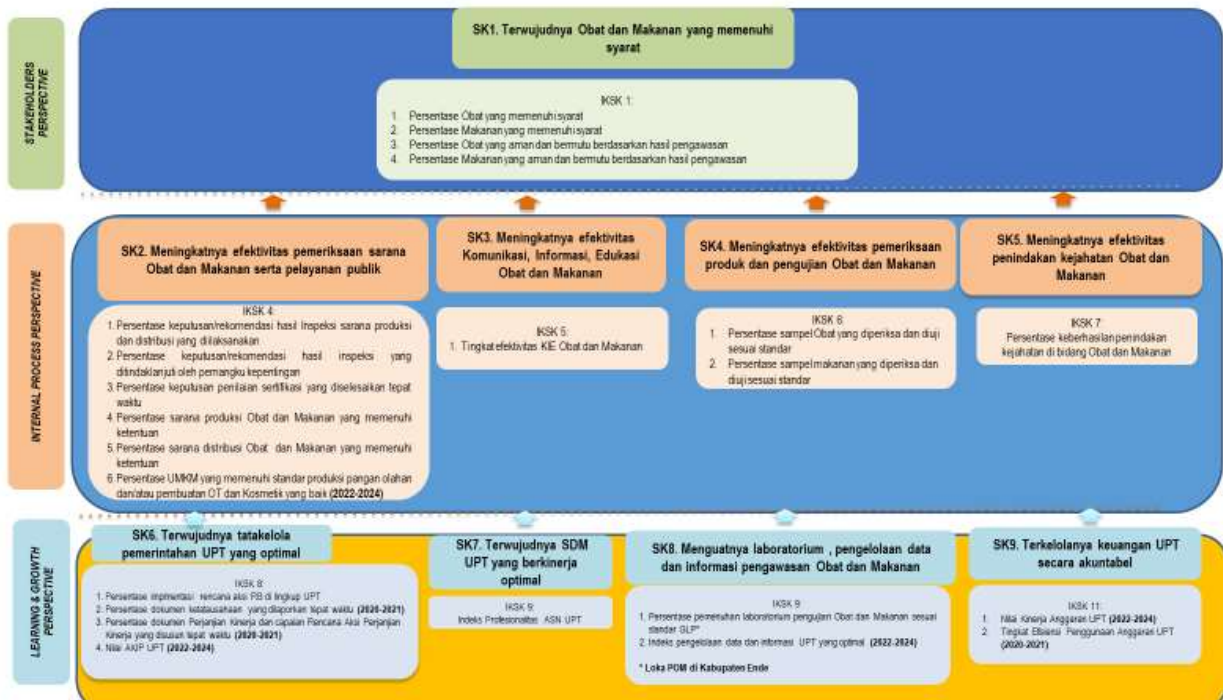 STAKEHOLDERS
PERSPECTIVE
SK1. Terwujudnya Obat dan Makanan yang memenuhi
syarat
IKSK 1:
1. Persentase Obat yang memenuhi syarat
2. Persentase Makanan yang memenuhi syarat
3. Persentase Obat yang aman dan bermutu berdasarkan hasil pengawasan
4. Persentase Makanan yang aman dan bermutu berdasarkan hasil pengawasan
INTERNAL PROCESS PERSPECTIVE
SK2. Meningkatnya efektivitas pemeriksaan sarana
Obat dan Makanan serta pelayanan publik
IKSK 4:
1. Persentase keputusan/rekomendasi hasil Inspeksi sarana produksi
dan distribusi yang dilaksanakan
2. Persentase keputusan/rekomendasi hasil inspeksi yang
ditindaklanjuti oleh pemangku kepentingan
3. Persentase keputusan penilaian sertifikasi yang diselesaikan tepat
waktu
4. Persentase sarana produksi Obat dan Makanan yang memenuhi
ketentuan
5. Persentase sarana distribusi Obat dan Makanan yang memenuhi
ketentuan
6. Persentase UMKM yang memenuhi standar produksi pangan olahan
dan/atau pembuatan OT dan Kosmetik yang baik (2022-2024)
SK3. Meningkatnya efektivitas
Komunikasi, Informasi, Edukasi
Obat dan Makanan
IKSK 5:
1. Tingkat efektivitas KIE Obat dan Makanan
SK4. Meningkatnya efektivitas pemeriksaan
produk dan pengujian Obat dan Makanan
IKSK 6:
1. Persentase sampel Obat yang diperiksa dan diuji
sesuai standar
2. Persentase sampel makanan yang diperiksa dan
diuji sesuai standar
SK5. Meningkatnya efektivitas
penindakan kejahatan Obat dan
Makanan
IKSK 7:
Persentase keberhasilan penindakan
kejahatan di bidang Obat dan Makanan
LEARNING & GROWTH
PERSPECTIVE
SK6. Terwujudnya tatakelola
pemerintahan UPT yang optimal
IKSK 8:
1. Persentase implmentasi rencana aksi RB di lingkup UPT
2. Persentase dokumen ketatausahaan yang dilaporkan tepat waktu (2020-2021)
3. Persentase dokumen Perjanjian Kinerja dan capaian Rencana Aksi Perjanjian
Kinerja yang disusun tepat waktu (2020-2021)
4. Nilai AKIP UPT (2022-2024)
SK7. Terwujudnya SDM
UPT yang berkinerja
optimal
IKSK 9:
Indeks Profesionalitas ASN UPT
SK8. Menguatnya laboratorium , pengelolaan data
dan informasi pengawasan Obat dan Makanan
IKSK 9:
1. Persentase pemenuhan laboratorium pengujian Obat dan Makanan sesuai
standar GLP*
2. Indeks pengelolaan data dan informasi UPT yang optimal (2022-2024)
* Loka POM di Kabupaten Ende
SK9. Terkelolanya keuangan UPT
secara akuntabel
IKSK 11:
1. Nilai Kinerja Anggaran UPT (2022-2024)
2. Tingkat Efisiensi Penggunaan Anggaran UPT
(2020-2021)